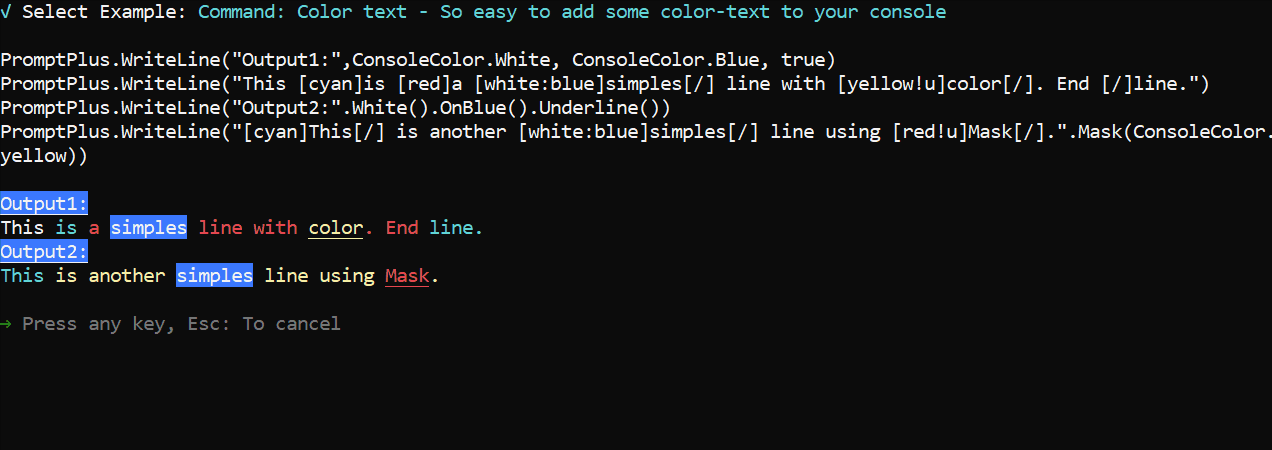 √ Select Example: Command: Color text - So easy to add some color-text to your console
PromptPlus.WriteLine("Output1:",ConsoleColor.White, ConsoleColor.Blue, true)
PromptPlus.WriteLine("This [cyan]is [red]a [white:blue]simples[/] line with [yellow!u]color[/]. End [/]line.")
PromptPlus.WriteLine("Output2:".White().OnBlue().Underline())
PromptPlus.WriteLine("[cyan]This[/] is another [white:blue]simples[/] line using [red!u]Mask[/].".Mask(ConsoleColor.
yellow))
Output1:
This is a simples line with color. End line.
Output2:
This is another simples line using Mask.
→ Press any key, Esc: To cancel